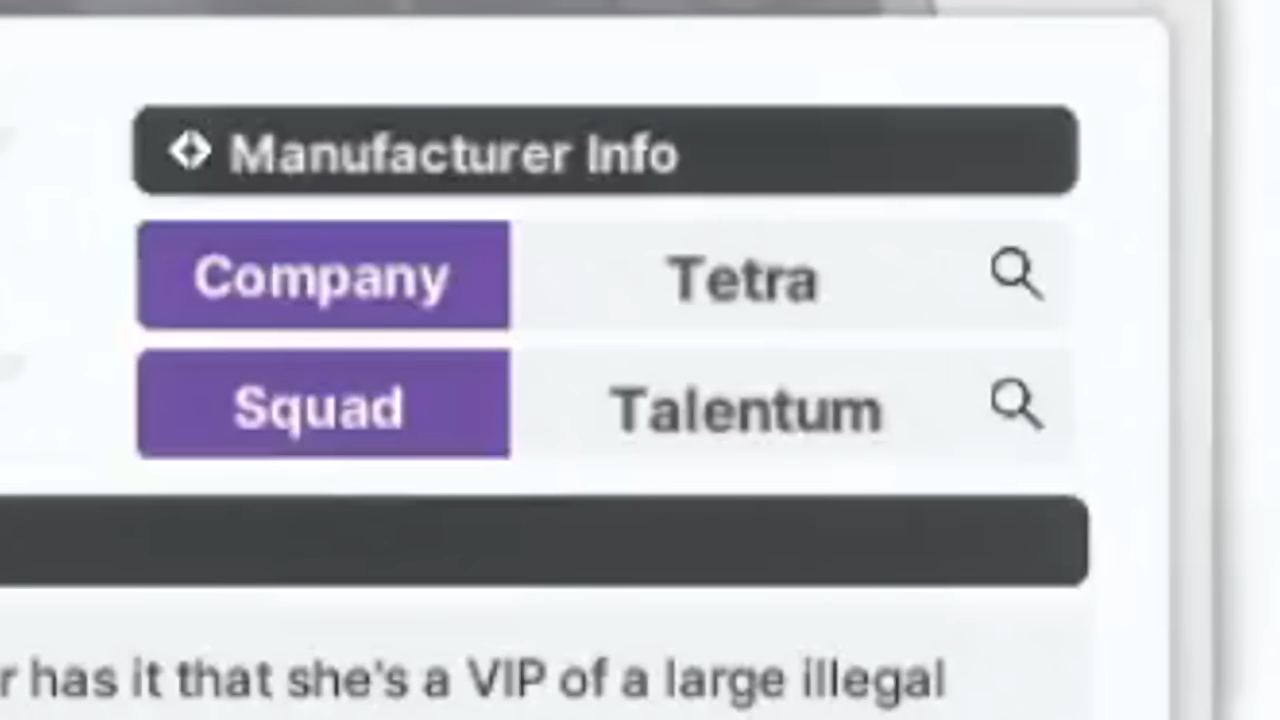 Manufacturer Info
Company Tetra
Squad Talentum
has it that she's a VIP of a large illegal